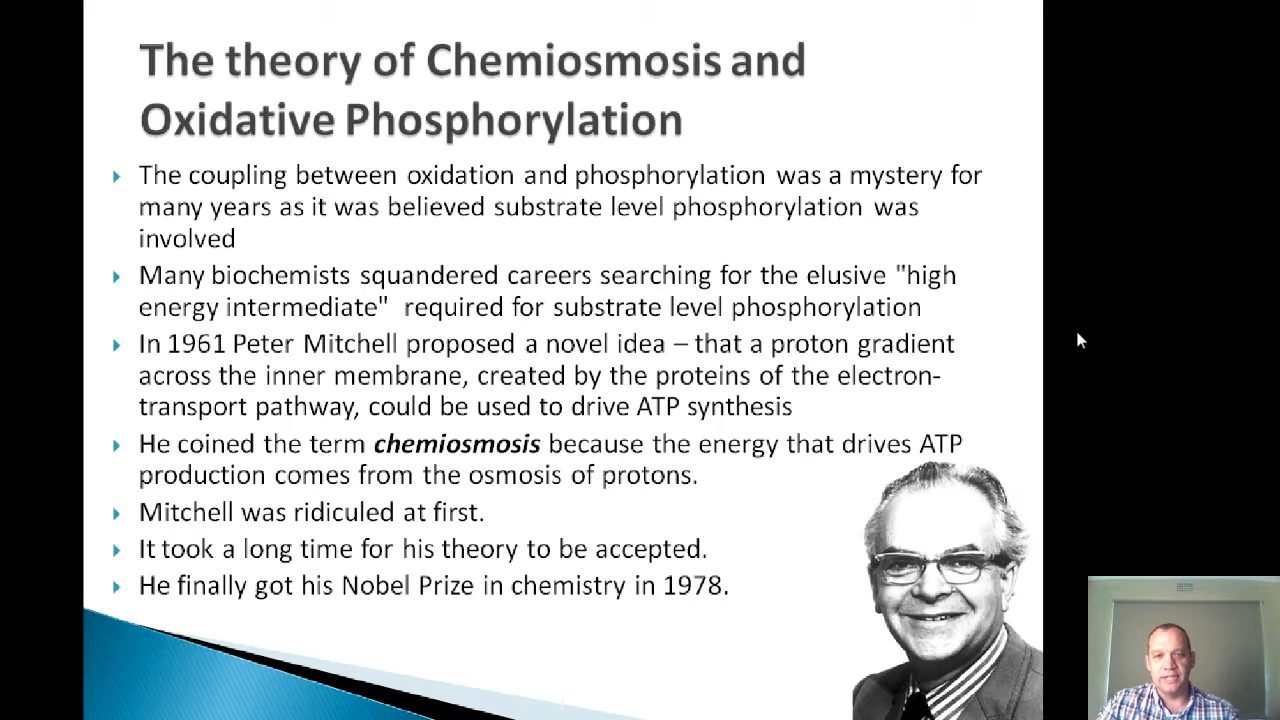 The theory of Chemiosmosis and
Oxidative Phosphorylation
The coupling between oxidation and phosphorylation was a mystery for
many years as it was believed substrate level phosphorylation was
involved
Many biochemists squandered careers searching for the elusive "high
energy intermediate" required for substrate level phosphorylation
In 1961 Peter Mitchell proposed a novel idea – that a proton gradient
across the inner membrane, created by the proteins of the electron-
transport pathway, could be used to drive ATP synthesis
He coined the term chemiosmosis because the energy that drives ATP
production comes from the osmosis of protons.
Mitchell was ridiculed at first.
It took a long time for his theory to be accepted.
He finally got his Nobel Prize in chemistry in 1978.